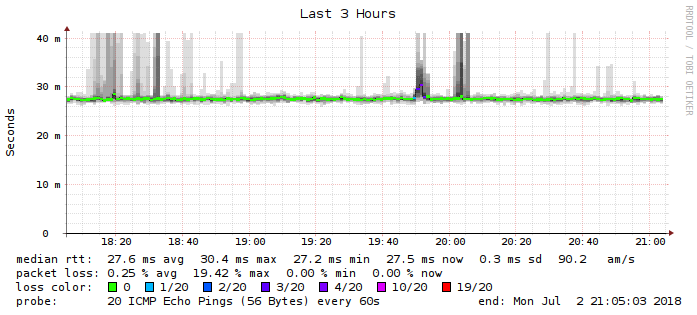 Last 3 Hours
RRDTOOL / TOBI OETIKER
Seconds
40 m
30 m
20 m
10 m
0
18:20 18:40 19:00 19:20 19:40 20:00 20:20 20:40 21:00
median rtt: 27.6 ms avg 30.4 ms max 27.2 ms min 27.5 ms now 0.3 ms sd 90.2 am/s
packet loss: 0.25 % avg 19.42 % max 0.00 % min 0.00 % now
loss color: 0 1/20 2/20 3/20 4/20 10/20 19/20
probe: 20 ICMP Echo Pings (56 Bytes) every 60s end: Mon Jul 2 21:05:03 2018